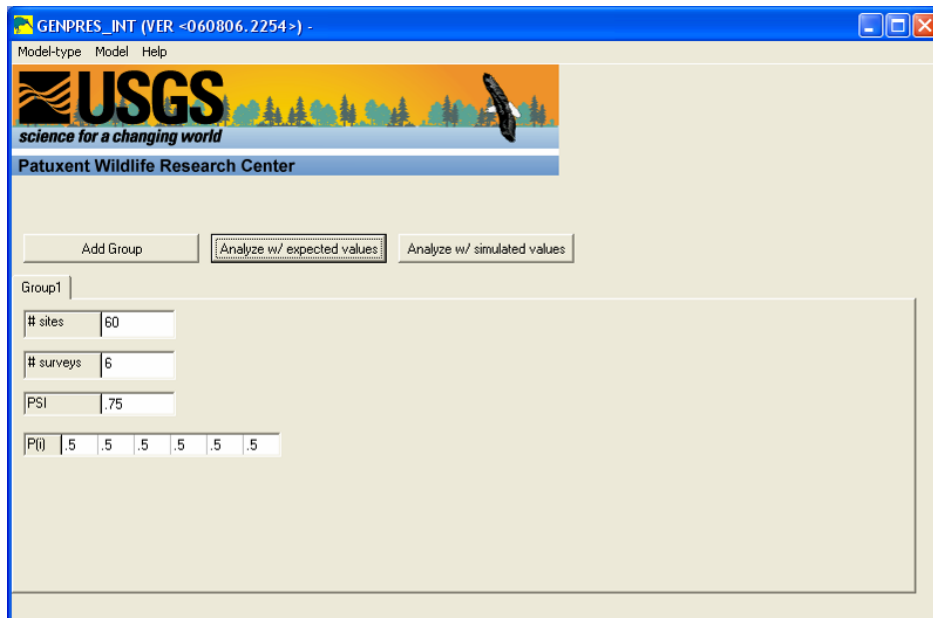 GENPRES_INT (VER <060806.2254>) -
Model-type Model Help
USGS
science for a changing world
Patuxent Wildlife Research Center
Add Group Analyze w/ expected values Analyze w/ simulated values
Group1
# sites 60
# surveys 6
PSI .75
P(i) .5 .5 .5 .5 .5 .5